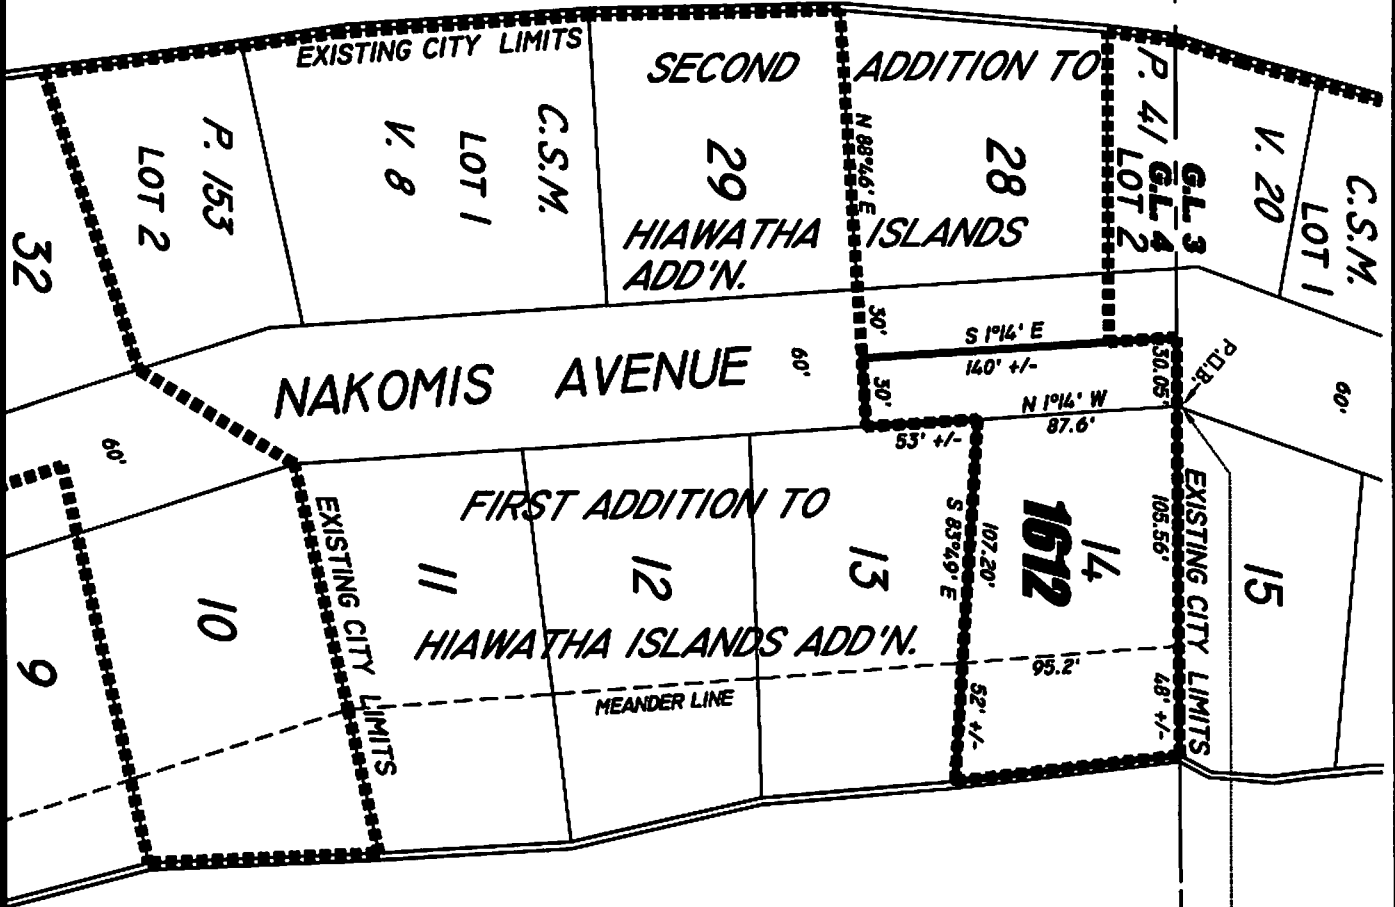 EXISTING CITY LIMITS
SECOND
ADDITION TO
P. 41
LOT 2
G.L. 3
G.L. 4
V. 20
C.S.M.
LOT 1
P. 153
LOT 2
V. 8
LOT 1
C.S.M.
29
28
N 88°46' E
HIAWATHA
ISLANDS
ADD'N.
32
30'
S 1°14' E
140' +/-
30.05'
P.O.B.
NAKOMIS AVENUE
60'
30'
N 1°14' W
87.6'
60'
53' +/-
60'
FIRST ADDITION TO
EXISTING CITY LIMITS
11
12
13
S 83°49' E
107.20'
1612
14
105.56'
EXISTING CITY LIMITS
15
10
9
HIAWATHA ISLANDS ADD'N.
MEANDER LINE
95.2'
52' +/-
48' +/-